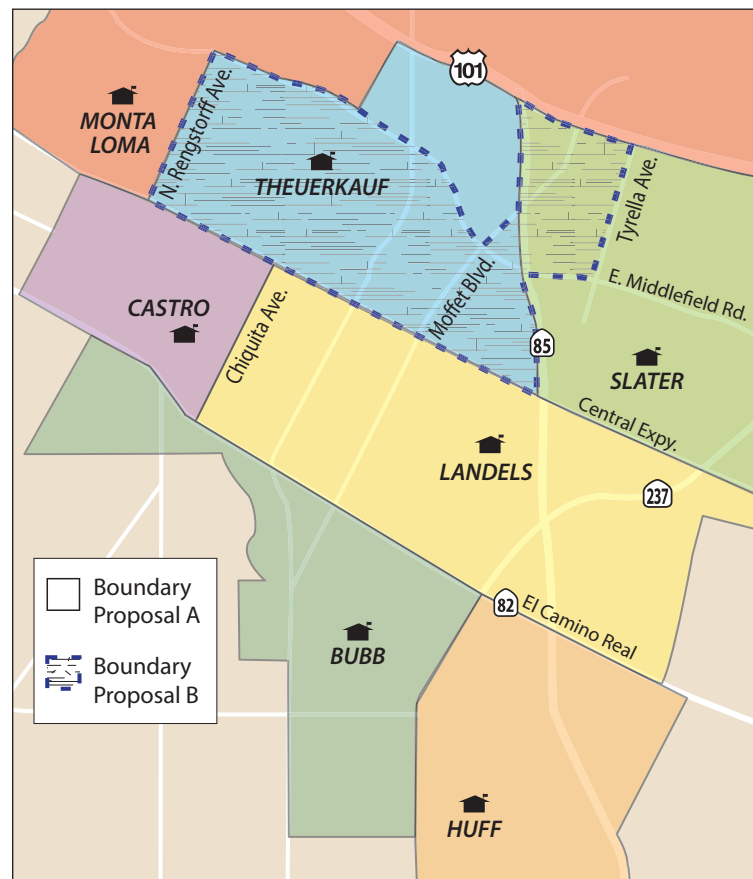 101
MONTA
LOMA
N. Rengstorff Ave.
THEUERKAUF
Tyrella Ave.
E. Middlefield Rd.
Moffet Blvd.
CASTRO
Chiquita Ave.
85
SLATER
Central Expy.
LANDELS
237
Boundary
Proposal A
Boundary
Proposal B
82
El Camino Real
BUBB
HUFF